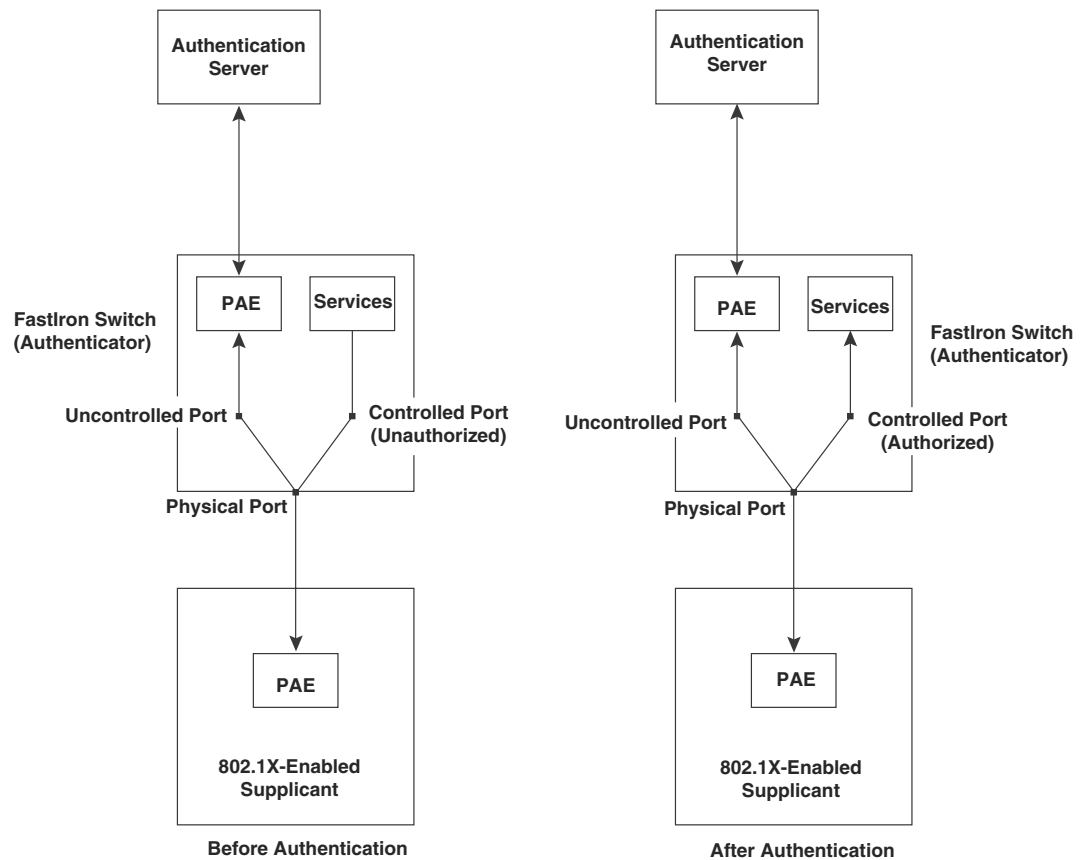 Authentication
Server
PAE
Services
FastIron Switch
(Authenticator)
Uncontrolled Port
Controlled Port
(Unauthorized)
Physical Port
PAE
802.1X-Enabled
Supplicant
Before Authentication
Authentication
Server
PAE
Services
FastIron Switch
(Authenticator)
Uncontrolled Port
Controlled Port
(Authorized)
Physical Port
PAE
802.1X-Enabled
Supplicant
After Authentication